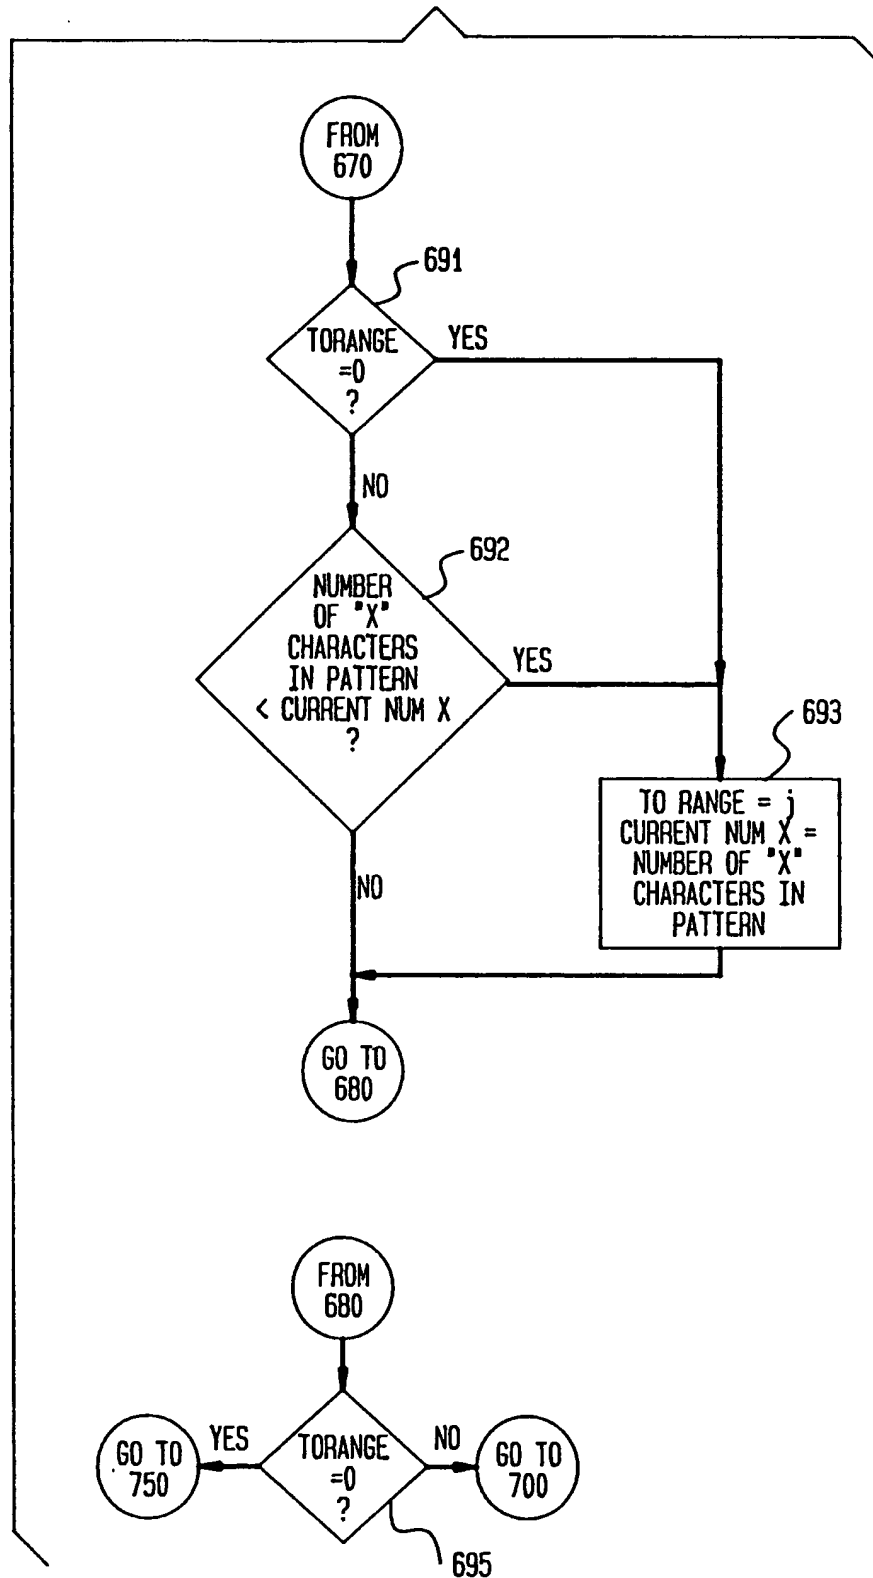 FROM
670
691
TORANGE
=0
?
YES
NO
692
NUMBER
OF "X"
CHARACTERS
IN PATTERN
< CURRENT NUM X
?
YES
693
TO RANGE = j
CURRENT NUM X =
NUMBER OF "X"
CHARACTERS IN
PATTERN
NO
GO TO
680
FROM
680
TORANGE
=0
?
YES
GO TO
750
NO
GO TO
700
695